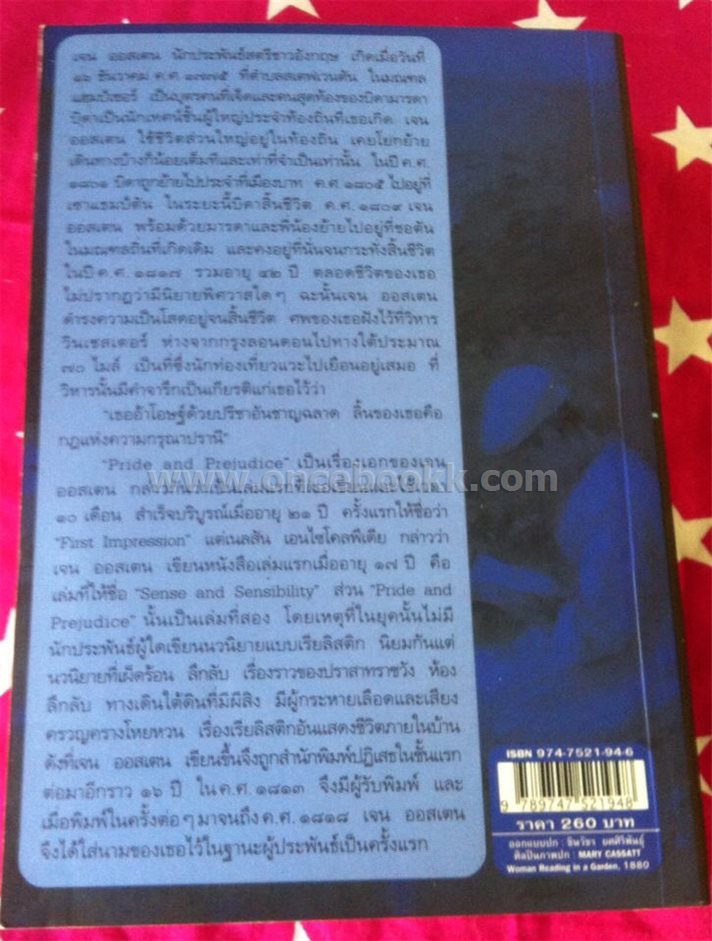 เจน ออสเตน นักประพันธ์สตรีชาวอังกฤษ เกิดเมื่อวันที่
๑๖ ธันวาคม ค.ศ. ๑๗๗๕ ที่ตำบลสตีเฟ่นตัน ในมณฑล
แฮมป์เชอร์ เป็นบุตรคนที่เจ็ดและคนสุดท้องของบิดามารดา
บิดาเป็นนักเทศน์ชั้นผู้ใหญ่ประจำท้องถิ่นที่เธอเกิด เจน
ออสเตน ใช้ชีวิตส่วนใหญ่อยู่ในท้องถิ่น เคยโยกย้าย
เดินทางบ้างก็น้อยเต็มทีและเท่าที่จำเป็นเท่านั้น ในปี ค.ศ.
๑๘๐๑ บิดาถูกย้ายไปประจำที่เมืองบาท ค.ศ. ๑๘๐๕ ไปอยู่ที่
เซาแธมป์ตัน ในระยะนี้บิดาสิ้นชีวิต ค.ศ. ๑๘๐๙ เจน
ออสเตน พร้อมด้วยมารดาและพี่น้องย้ายไปอยู่ที่ชอตัน
ในมณฑลถิ่นที่เกิดเดิม และคงอยู่ที่นั่นจนกระทั่งสิ้นชีวิต
ในปี ค.ศ. ๑๘๑๗ รวมอายุ ๔๒ ปี ตลอดชีวิตของเธอ
ไม่ปรากฏว่ามีนิยายพิศวาสใด ๆ ฉะนั้นเจน ออสเตน
ดำรงความเป็นโสดอยู่จนสิ้นชีวิต ศพของเธอฝังไว้ที่วิหาร
วินเชสเตอร์ ห่างจากกรุงลอนดอนไปทางใต้ประมาณ
๗๐ ไมล์ เป็นที่ซึ่งนักท่องเที่ยวแวะไปเยือนอยู่เสมอ ที่
วิหารนั้นมีคำจารึกเป็นเกียรติแก่เธอไว้ว่า
"เธออ้าโอษฐ์ด้วยปรีชาอันชาญฉลาด ลิ้นของเธอคือ
กฎแห่งความกรุณาปรานี"
"Pride and Prejudice" เป็นเรื่องเอกของเจน
ออสเตน
www.oncebookk.com
๑๐ เดือน สำเร็จบริบูรณ์เมื่ออายุ ๒๑ ปี ครั้งแรกให้ชื่อว่า
"First Impression" แต่เนลสัน เอนไซโคลพีเดีย กล่าวว่า
เจน ออสเตน เขียนหนังสือเล่มแรกเมื่ออายุ ๑๗ ปี คือ
เล่มที่ให้ชื่อ "Sense and Sensibility" ส่วน "Pride and
Prejudice" นั้นเป็นเล่มที่สอง โดยเหตุที่ในยุคนั้นไม่มี
นักประพันธ์ผู้ใดเขียนนวนิยายแบบเรียลิสติก นิยมกันแต่
นวนิยายที่เผ็ดร้อน ลึกลับ เรื่องราวของปราสาทราชวัง ห้อง
ลึกลับ ทางเดินใต้ดินที่มีผีสิง มีผู้กระหายเลือดและเสียง
ครวญครางโหยหวน เรื่องเรียลิสติกอันแสดงชีวิตภายในบ้าน
ดังที่เจน ออสเตน เขียนขึ้นจึงถูกสำนักพิมพ์ปฏิเสธในชั้นแรก
ต่อมาอีกราว ๑๖ ปี ใน ค.ศ. ๑๘๑๓ จึงมีผู้รับพิมพ์ และ
เมื่อพิมพ์ในครั้งต่อ ๆ มาจนถึง ค.ศ. ๑๘๑๘ เจน ออสเตน
จึงได้ใส่นามของเธอไว้ในฐานะผู้ประพันธ์เป็นครั้งแรก
ISBN 974-7521-94-6
9 789747 521948
ราคา 260 บาท
ออกแบบปก : ชินวัชร ยศศิริพันธุ์
ศิลปินภาพปก : MARY CASSATT
Woman Reading in a Garden, 1880